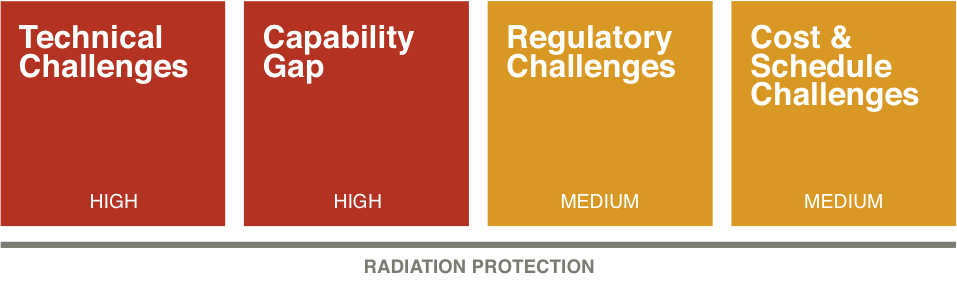 Technical
Challenges
HIGH
Capability
Gap
HIGH
Regulatory
Challenges
MEDIUM
Cost &
Schedule
Challenges
MEDIUM
RADIATION PROTECTION